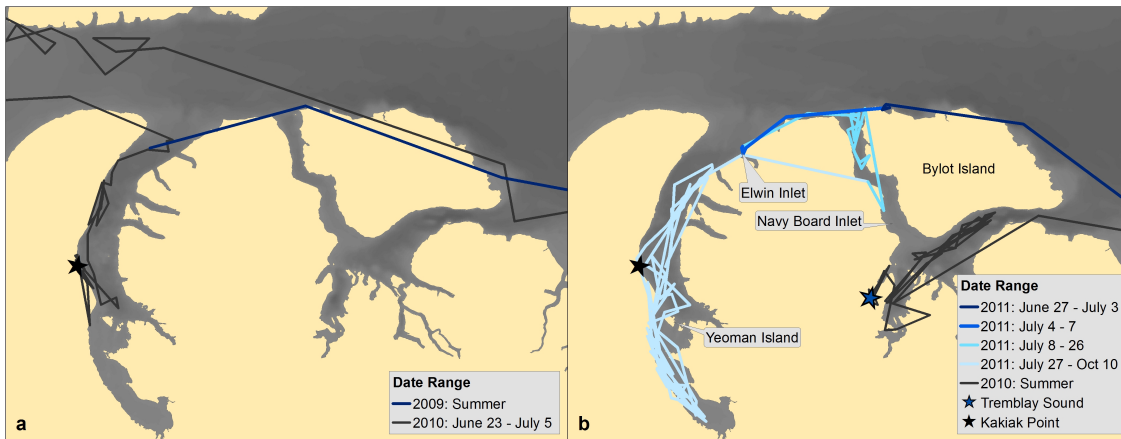 Date Range
2009: Summer
2010: June 23 - July 5
a
Bylot Island
Elwin Inlet
Navy Board Inlet
Yeoman Island
Date Range
2011: June 27 - July 3
2011: July 4 - 7
2011: July 8 - 26
2011: July 27 - Oct 10
2010: Summer
Tremblay Sound
Kakiak Point
b